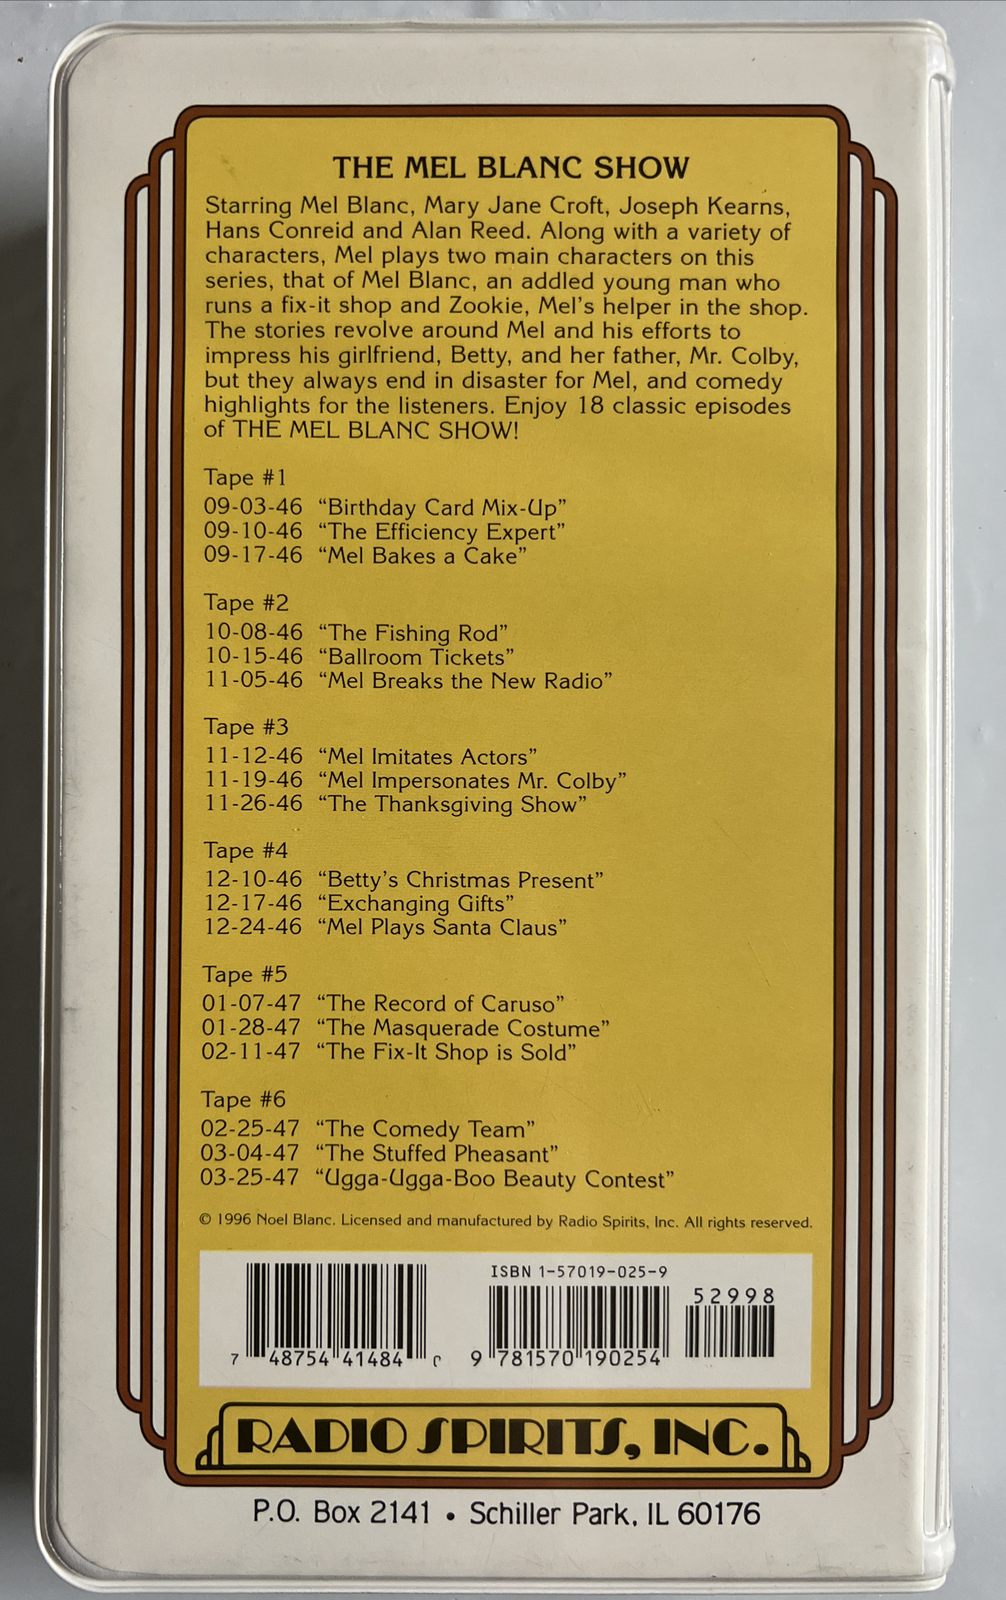 THE MEL BLANC SHOW
Starring Mel Blanc, Mary Jane Croft, Joseph Kearns,
Hans Conreid and Alan Reed. Along with a variety of
characters, Mel plays two main characters on this
series, that of Mel Blanc, an addled young man who
runs a fix-it shop and Zookie, Mel's helper in the shop.
The stories revolve around Mel and his efforts to
impress his girlfriend, Betty, and her father, Mr. Colby,
but they always end in disaster for Mel, and comedy
highlights for the listeners. Enjoy 18 classic episodes
of THE MEL BLANC SHOW!
Tape #1
09-03-46 “Birthday Card Mix-Up”
09-10-46 “The Efficiency Expert”
09-17-46 “Mel Bakes a Cake”
Tape #2
10-08-46 “The Fishing Rod”
10-15-46 “Ballroom Tickets”
11-05-46 “Mel Breaks the New Radio”
Tape #3
11-12-46 “Mel Imitates Actors”
11-19-46 “Mel Impersonates Mr. Colby”
11-26-46 “The Thanksgiving Show”
Tape #4
12-10-46 “Betty's Christmas Present”
12-17-46 “Exchanging Gifts”
12-24-46 “Mel Plays Santa Claus”
Tape #5
01-07-47 “The Record of Caruso”
01-28-47 “The Masquerade Costume”
02-11-47 “The Fix-It Shop is Sold”
Tape #6
02-25-47 “The Comedy Team”
03-04-47 “The Stuffed Pheasant”
03-25-47 “Ugga-Ugga-Boo Beauty Contest”
© 1996 Noel Blanc. Licensed and manufactured by Radio Spirits, Inc. All rights reserved.
ISBN 1-57019-025-9
52998
7 48754 41484 0
9 781570 190254
RADIO SPIRITS, INC.
P.O. Box 2141 • Schiller Park, IL 60176